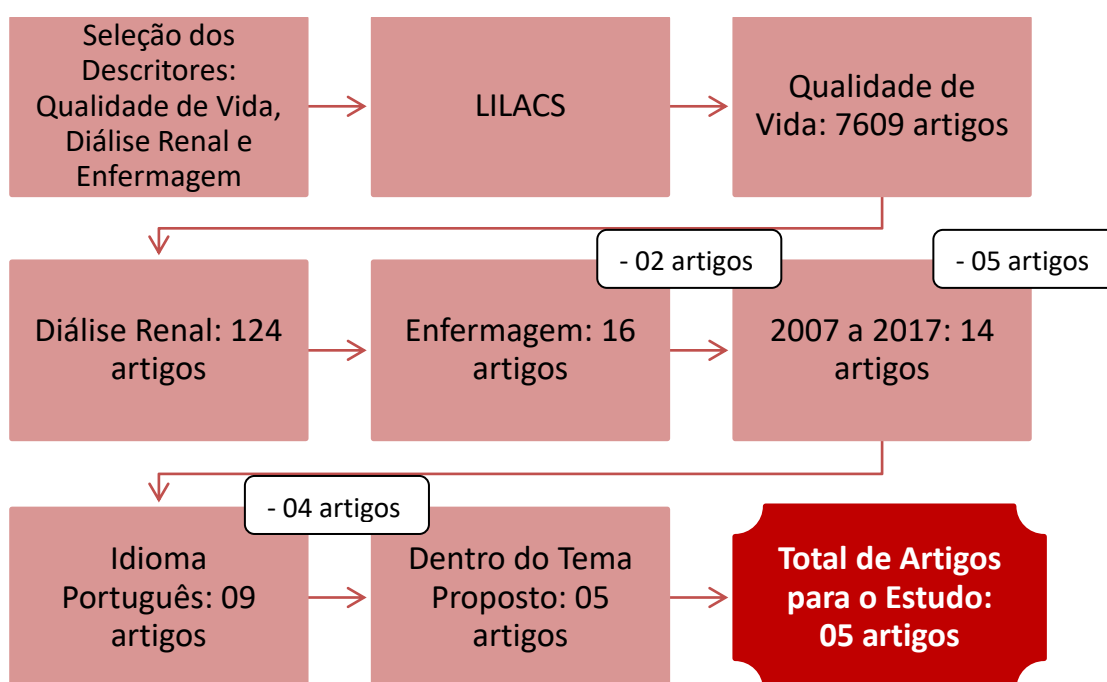 Seleção dos
Descritores:
Qualidade de Vida,
Diálise Renal e
Enfermagem
LILACS
Qualidade de
Vida: 7609 artigos
Diálise Renal: 124
artigos
- 02 artigos
Enfermagem: 16
artigos
- 05 artigos
2007 a 2017: 14
artigos
Idioma
Português: 09
artigos
- 04 artigos
Dentro do Tema
Proposto: 05
artigos
Total de Artigos
para o Estudo:
05 artigos